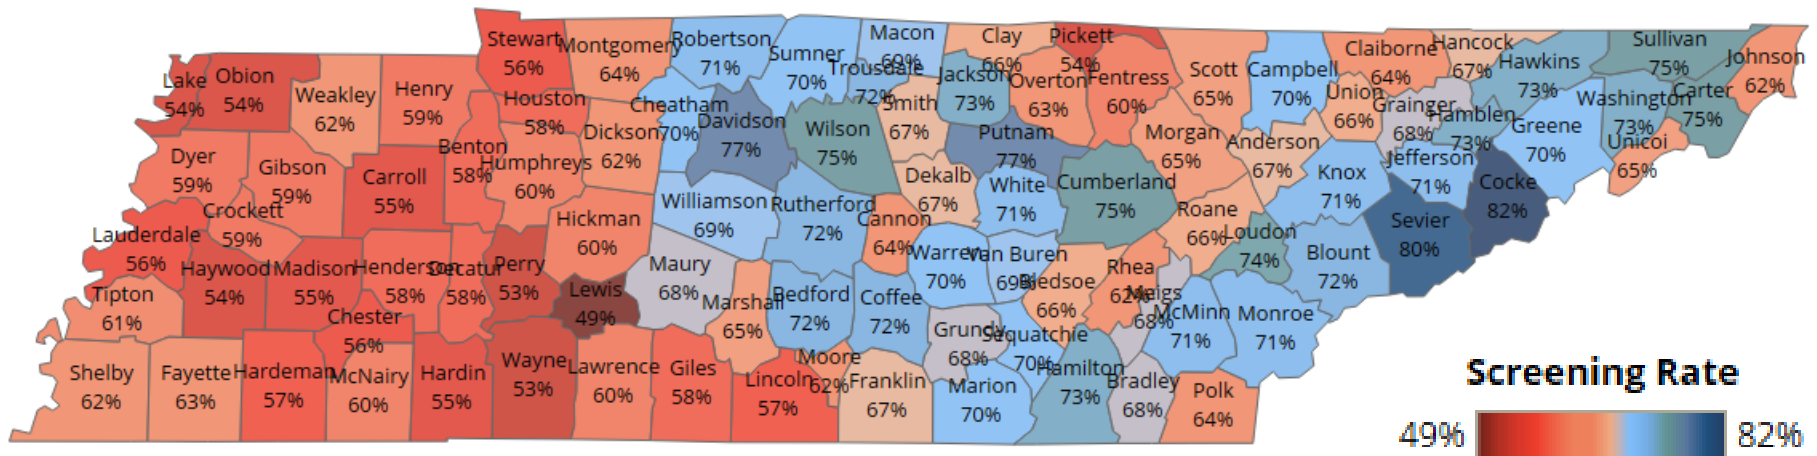 Stewart
56%
Montgomery
64%
Robertson
71%
Sumner
70%
Macon
69%
Trousdale
72%
Clay
66%
Pickett
54%
Lake
54%
Obion
54%
Weakley
62%
Henry
59%
Houston
58%
Cheatham
70%
Davidson
77%
Wilson
75%
Smith
67%
Jackson
73%
Overton
63%
Fentress
60%
Scott
65%
Campbell
70%
Claiborne
64%
Hancock
67%
Hawkins
73%
Sullivan
75%
Johnson
62%
Union
66%
Grainger
68%
Hamblen
73%
Greene
70%
Washington
73%
Carter
75%
Unicoi
65%
Dyer
59%
Gibson
59%
Carroll
55%
Benton
58%
Humphreys
60%
Dickson
62%
Putnam
77%
Morgan
65%
Anderson
67%
Knox
71%
Jefferson
71%
Cocke
82%
Sevier
80%
Crockett
59%
Lauderdale
56%
Haywood
54%
Madison
55%
Henderson
58%
Decatur
58%
Perry
53%
Hickman
60%
Williamson
69%
Rutherford
72%
Cannon
64%
Dekalb
67%
White
71%
Cumberland
75%
Roane
66%
Loudon
74%
Blount
72%
Tipton
61%
Chester
56%
Lewis
49%
Maury
68%
Marshall
65%
Bedford
72%
Coffee
72%
Warren
70%
Van Buren
69%
Bledsoe
66%
Rhea
62%
Meigs
68%
McMinn
71%
Monroe
71%
Shelby
62%
Fayette
63%
Hardeman
57%
McNairy
60%
Hardin
55%
Wayne
53%
Lawrence
60%
Giles
58%
Lincoln
57%
Moore
62%
Franklin
67%
Grundy
68%
Sequatchie
70%
Marion
70%
Hamilton
73%
Bradley
68%
Polk
64%
Screening Rate
49%
82%